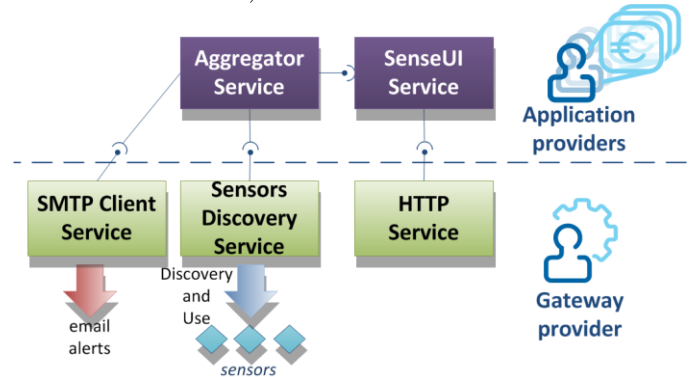 Aggregator
Service
SenseUI
Service
€
Application
providers
SMTP Client
Service
Sensors
Discovery
Service
HTTP
Service
Discovery
and
Use
email
alerts
sensors
Gateway
provider